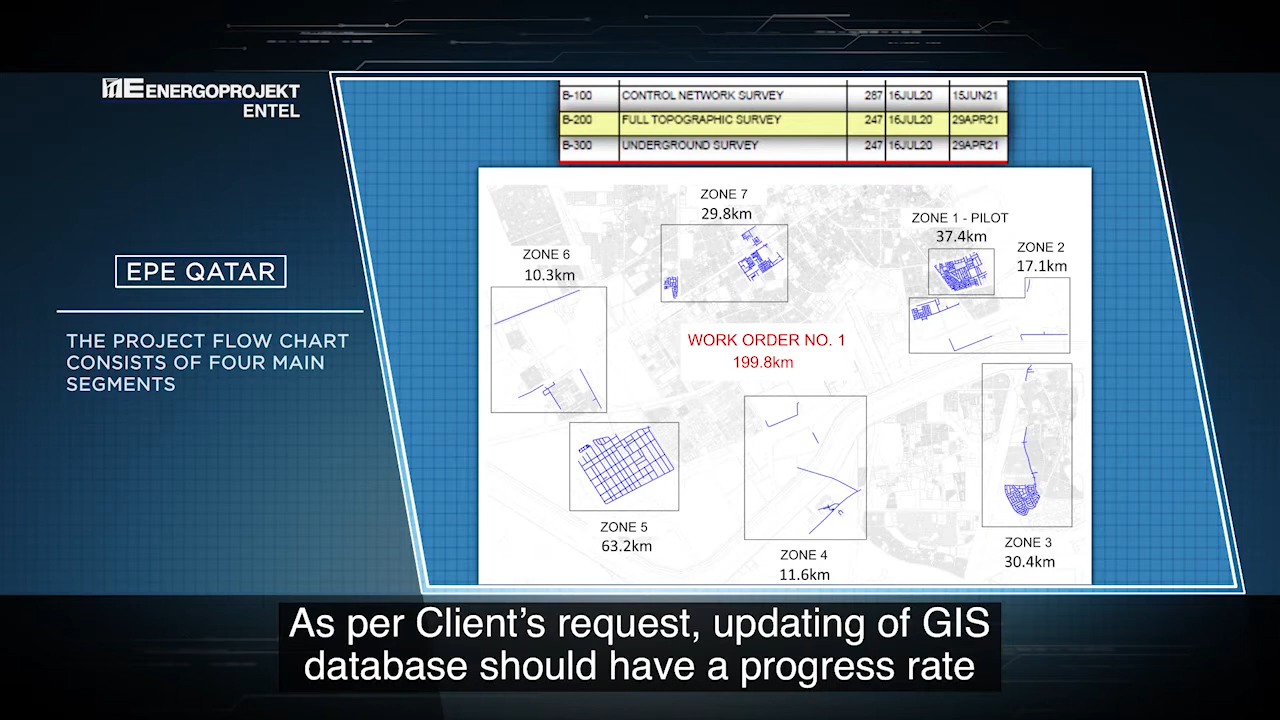 ENERGOPROJEKT
ENTEL
B-100 CONTROL NETWORK SURVEY 287 16JUL20 15JUN21
B-200 FULL TOPOGRAPHIC SURVEY 247 16JUL20 29APR21
B-300 UNDERGROUND SURVEY 247 16JUL20 29APR21
EPE QATAR
THE PROJECT FLOW CHART
CONSISTS OF FOUR MAIN
SEGMENTS
ZONE 7
29.8km
ZONE 1 - PILOT
37.4km
ZONE 2
17.1km
ZONE 6
10.3km
WORK ORDER NO. 1
199.8km
ZONE 5
63.2km
ZONE 4
11.6km
ZONE 3
30.4km
As per Client’s request, updating of GIS
database should have a progress rate